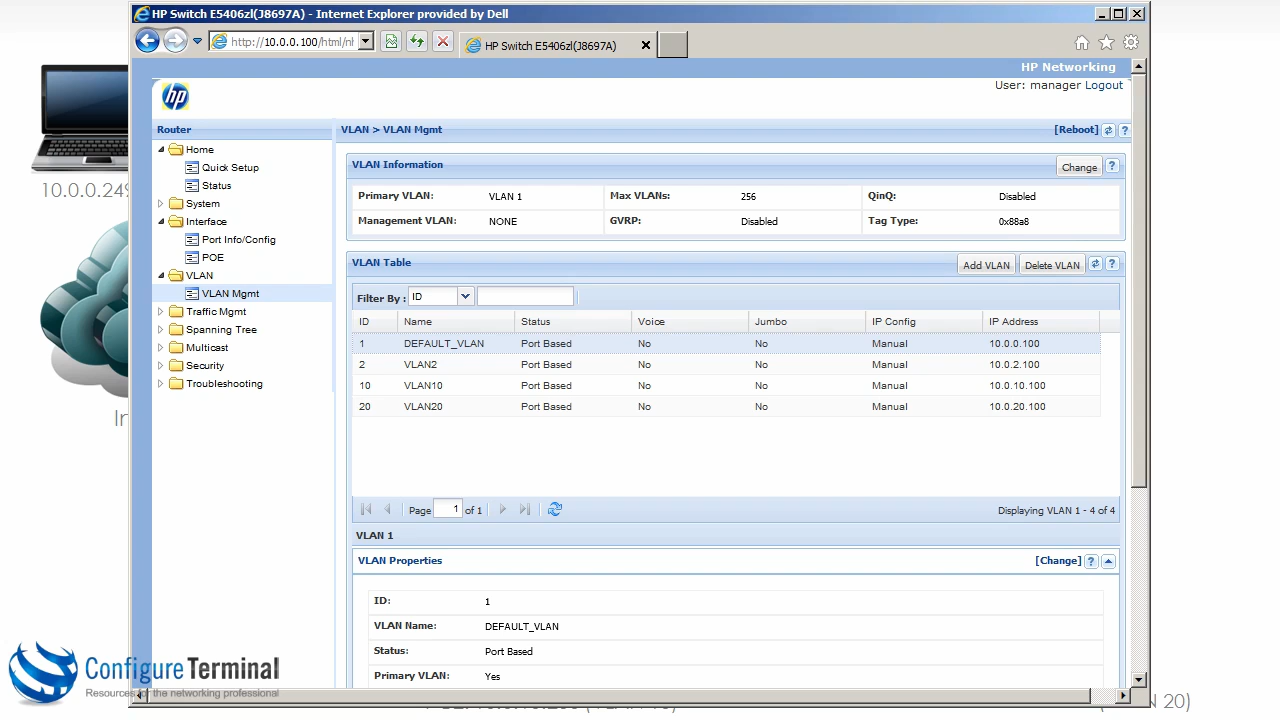 HP Switch E5406zl(J8697A) - Internet Explorer provided by Dell
http://10.0.0.100/html/nl
HP Switch E5406zl(J8697A)
HP Networking
User: manager Logout
hp
Router
VLAN > VLAN Mgmt
[Reboot] ?
Home
Quick Setup
Status
System
Interface
Port Info/Config
POE
VLAN
VLAN Mgmt
Traffic Mgmt
Spanning Tree
Multicast
Security
Troubleshooting
VLAN Information
Change ?
Primary VLAN: VLAN 1 Max VLANs: 256 QinQ: Disabled
Management VLAN: NONE GVRP: Disabled Tag Type: 0x88a8
VLAN Table
Add VLAN Delete VLAN ?
Filter By : ID
ID Name Status Voice Jumbo IP Config IP Address
1 DEFAULT_VLAN Port Based No No Manual 10.0.0.100
2 VLAN2 Port Based No No Manual 10.0.2.100
10 VLAN10 Port Based No No Manual 10.0.10.100
20 VLAN20 Port Based No No Manual 10.0.20.100
Page 1 of 1
Displaying VLAN 1 - 4 of 4
VLAN 1
VLAN Properties
[Change] ?
ID: 1
VLAN Name: DEFAULT_VLAN
Status: Port Based
Primary VLAN: Yes
10.0.0.249
In
Configure Terminal
Resources for the networking professional
20)